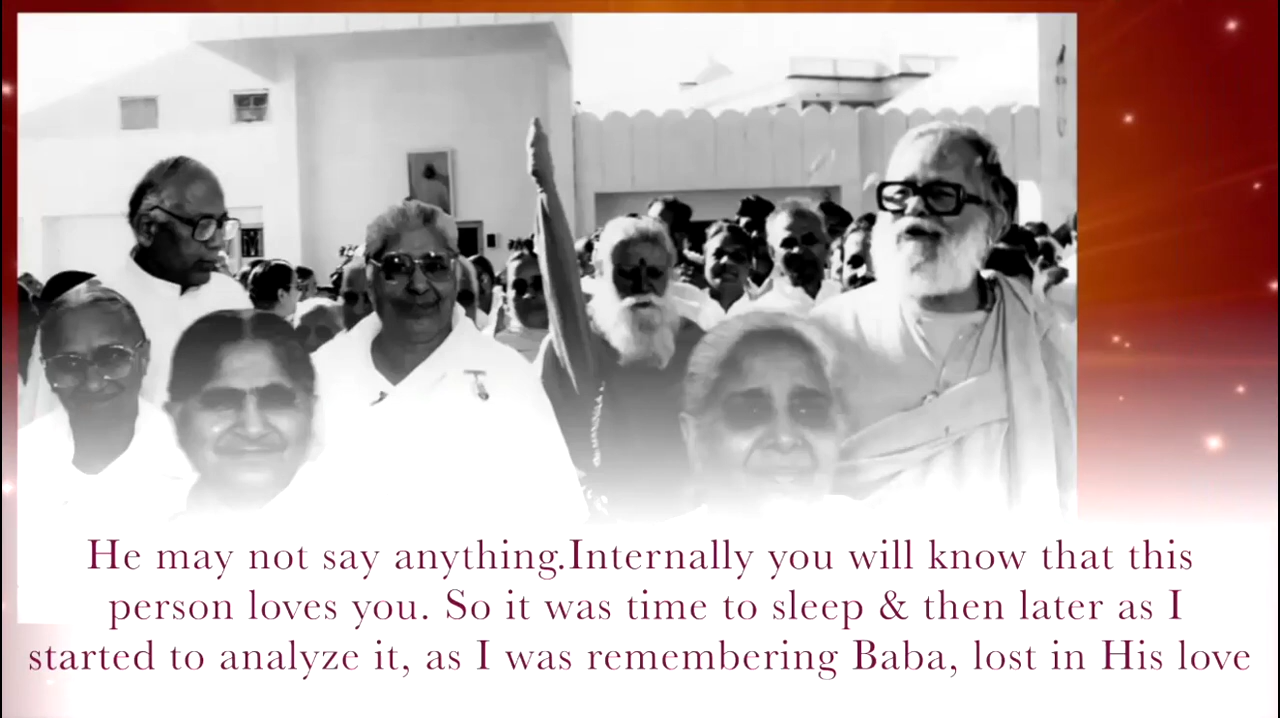 He may not say anything.Internally you will know that this
person loves you. So it was time to sleep & then later as I
started to analyze it, as I was remembering Baba, lost in His love